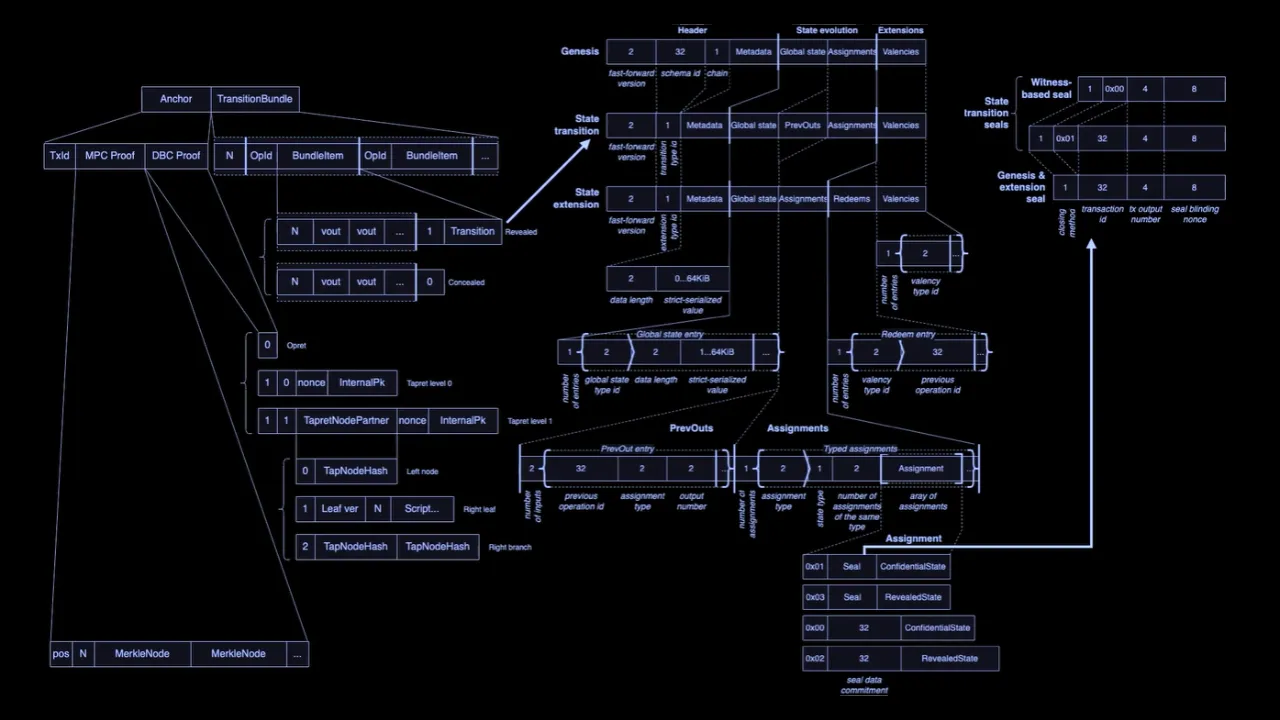 Anchor TransitionBundle
TxId MPC Proof DBC Proof
N OpId BundleItem OpId BundleItem ...
N vout vout ... 1 Transition Revealed
N vout vout ... 0 Concealed
0 Opret
1 0 nonce InternalPk Tapret level 0
1 1 TapretNodePartner nonce InternalPk Tapret level 1
0 TapNodeHash Left node
1 Leaf ver N Script... Right leaf
2 TapNodeHash TapNodeHash Right branch
pos N MerkleNode MerkleNode ...
Header State evolution Extensions
Genesis 2 32 1 Metadata Global state Assignments Valencies
fast-forward version schema id chain
State transition 2 1 Metadata Global state PrevOuts Assignments Valencies
fast-forward version transition type id
State extension 2 1 Metadata Global state Assignments Redeems Valencies
fast-forward version extension type id
2 0...64KiB
data length strict-serialized value
1 2 ...
number of entries valency type id
Global state entry
1 2 2 1...64KiB ...
number of entries global state type id data length strict-serialized value
Redeem entry
1 2 32 ...
number of entries valency type id previous operation id
PrevOuts Assignments
PrevOut entry
2 32 2 2 ...
number of inputs previous operation id assignment type output number
Typed assignments
1 2 1 2 Assignment ...
number of assignments assignment type state type number of assignments of the same type aray of assignments
Assignment
0x01 Seal ConfidentialState
0x03 Seal RevealedState
0x00 32 ConfidentialState
0x02 32 RevealedState
seal data commitment
State transition seals
Witness-based seal 1 0x00 4 8
1 0x01 32 4 8
Genesis & extension seal 1 32 4 8
closing method transaction id tx output number seal blinding nonce